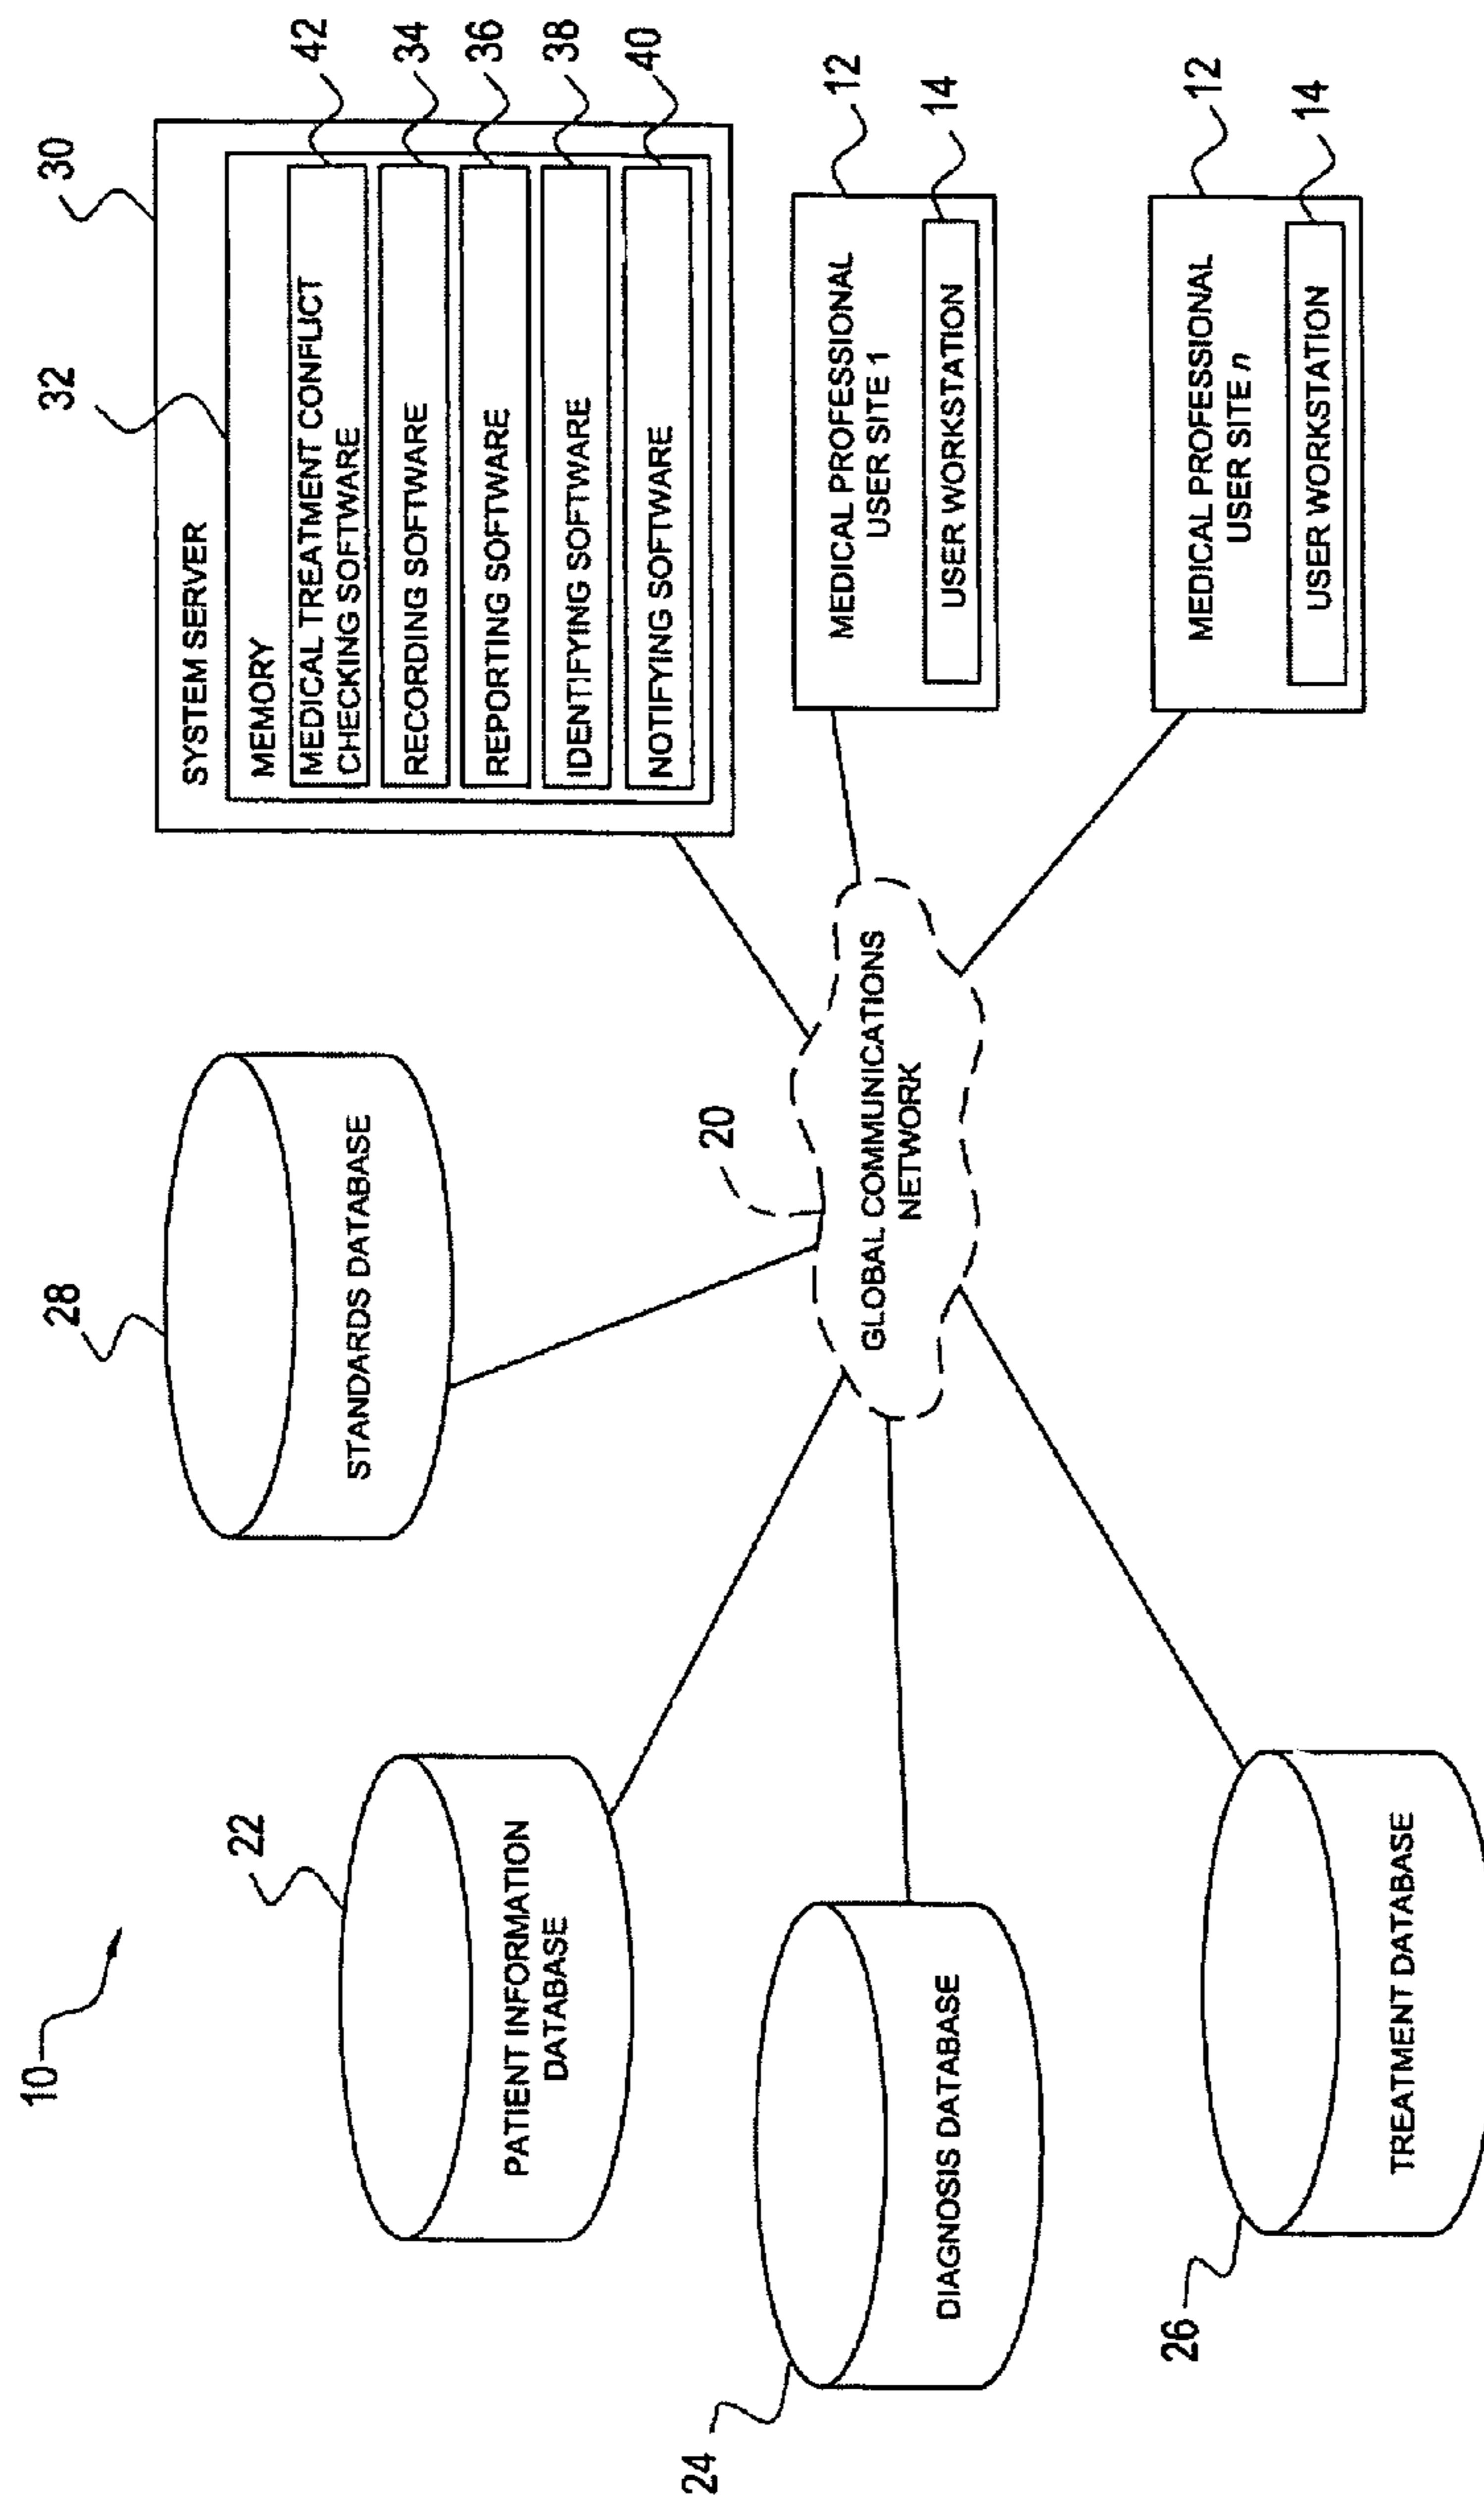 10
22
PATIENT INFORMATION
DATABASE
24
DIAGNOSIS DATABASE
26
TREATMENT DATABASE
28
STANDARDS DATABASE
20
GLOBAL COMMUNICATIONS
NETWORK
30
32
SYSTEM SERVER
MEMORY
MEDICAL TREATMENT CONFLICT
CHECKING SOFTWARE
42
RECORDING SOFTWARE
34
REPORTING SOFTWARE
36
IDENTIFYING SOFTWARE
38
NOTIFYING SOFTWARE
40
MEDICAL PROFESSIONAL
USER SITE 1
12
USER WORKSTATION
14
MEDICAL PROFESSIONAL
USER SITE n
12
USER WORKSTATION
14